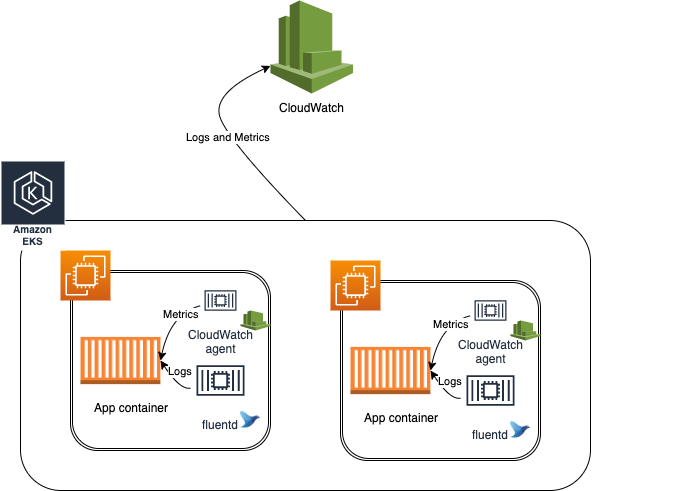 CloudWatch
Logs and Metrics
K
Amazon
EKS
Metrics
CloudWatch
agent
Logs
App container
fluentd
Metrics
CloudWatch
agent
Logs
App container
fluentd